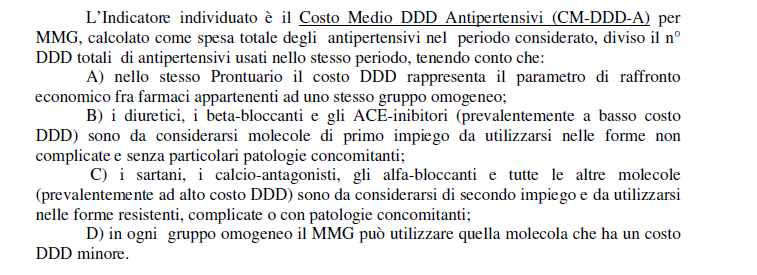 L'Indicatore individuato è il Costo Medio DDD Antipertensivi (CM-DDD-A) per
MMG, calcolato come spesa totale degli antipertensivi nel periodo considerato, diviso il n°
DDD totali di antipertensivi usati nello stesso periodo, tenendo conto che:
A) nello stesso Prontuario il costo DDD rappresenta il parametro di raffronto
economico fra farmaci appartenenti ad uno stesso gruppo omogeneo;
B) i diuretici, i beta-bloccanti e gli ACE-inibitori (prevalentemente a basso costo
DDD) sono da considerarsi molecole di primo impiego da utilizzarsi nelle forme non
complicate e senza particolari patologie concomitanti;
C) i sartani, i calcio-antagonisti, gli alfa-bloccanti e tutte le altre molecole
(prevalentemente ad alto costo DDD) sono da considerarsi di secondo impiego e da utilizzarsi
nelle forme resistenti, complicate o con patologie concomitanti;
D) in ogni gruppo omogeneo il MMG può utilizzare quella molecola che ha un costo
DDD minore.